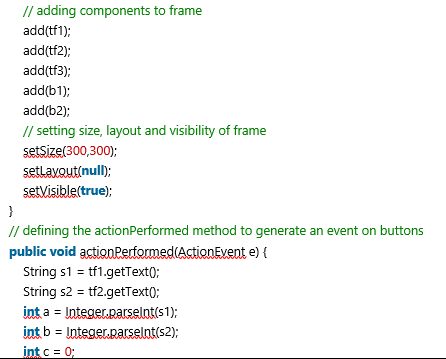 // adding components to frame
add(tf1);
add(tf2);
add(tf3);
add(b1);
add(b2);
// setting size, layout and visibility of frame
setSize(300,300);
setLayout(null);
setVisible(true);
}
// defining the actionPerformed method to generate an event on buttons
public void actionPerformed(ActionEvent e) {
String s1 = tf1.getText();
String s2 = tf2.getText();
int a = Integer.parseInt(s1);
int b = Integer.parseInt(s2);
int c = 0;